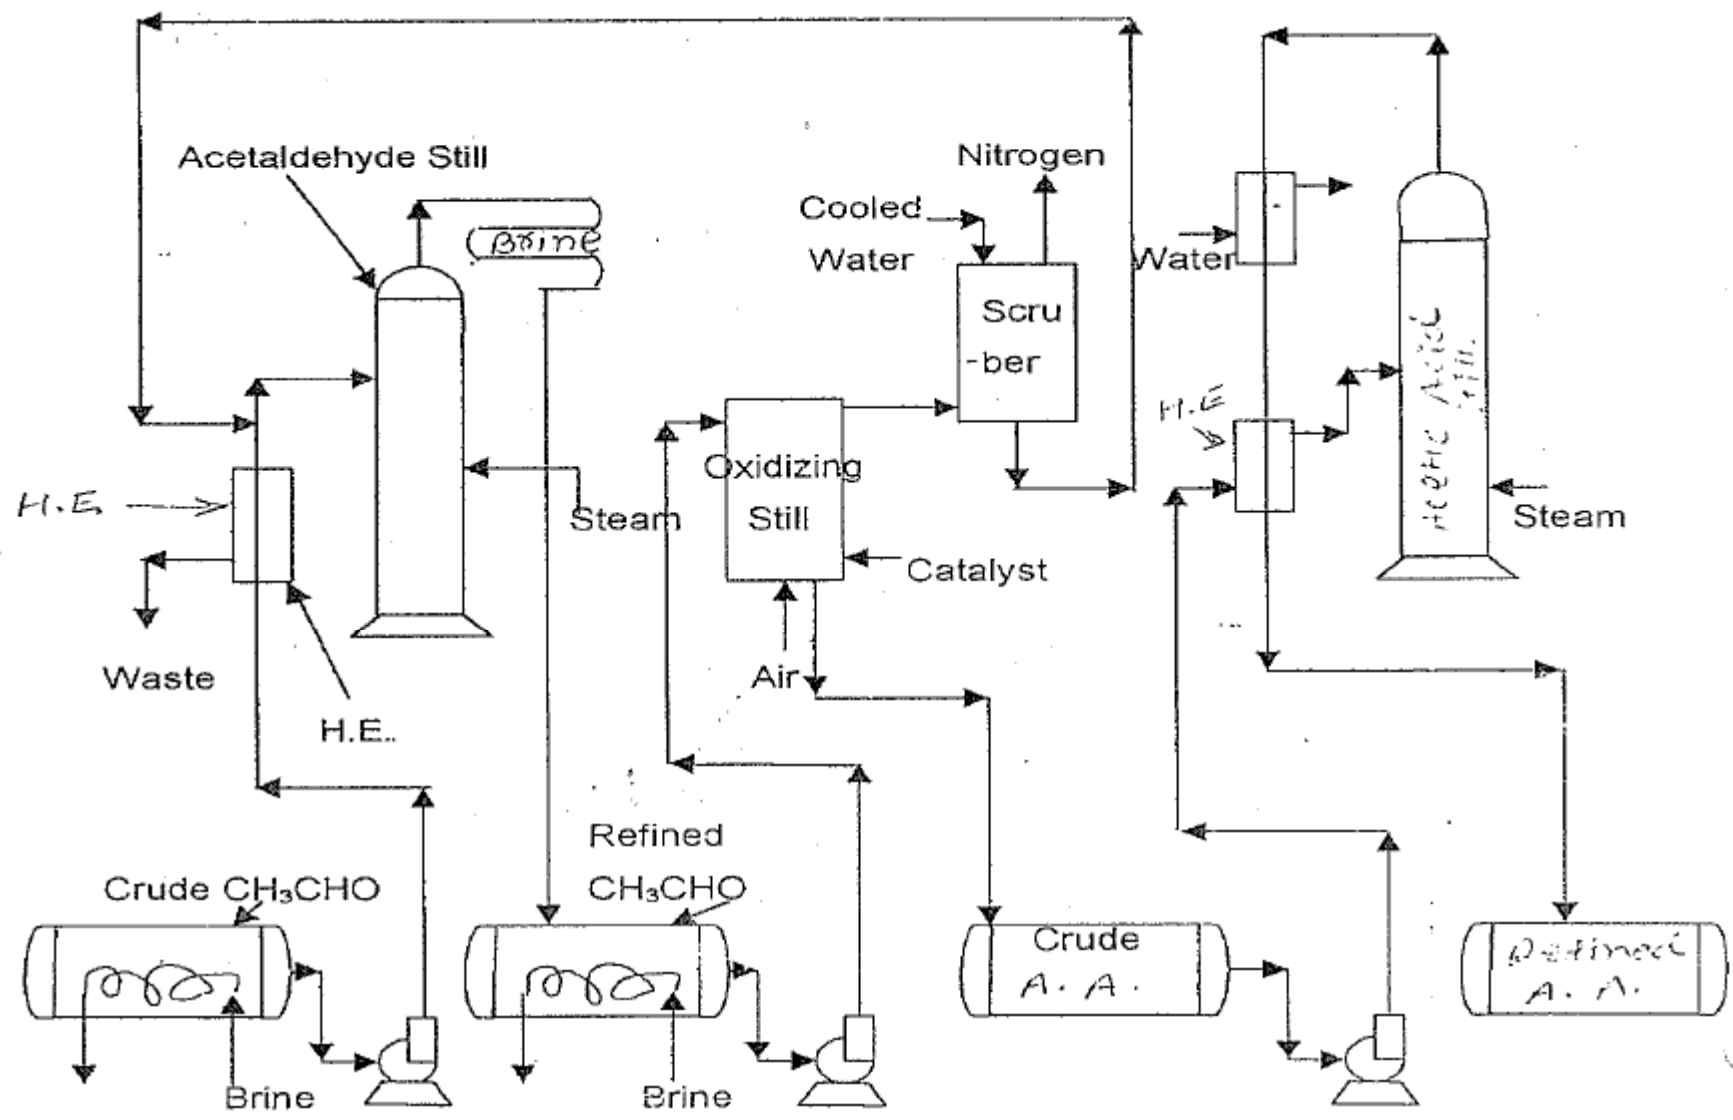 Acetaldehyde Still
Brine
Nitrogen
Cooled
Water
Water
Scru
-ber
H.E
Acetic Acid
Still.
Oxidizing
Still
H.E.
Steam
Steam
Catalyst
Waste
Air
H.E..
Refined
CH₃CHO
Crude CH₃CHO
Crude
A. A.
Refined
A. A.
Brine
Brine